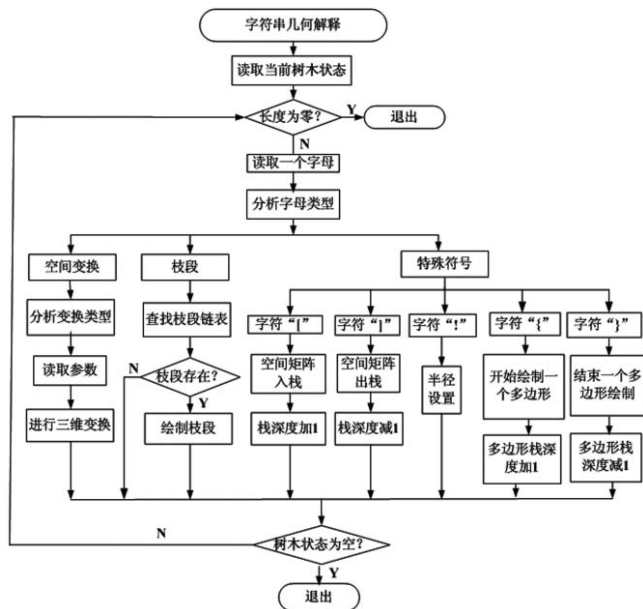 字符串几何解释
读取当前树木状态
长度为零？
Y
退出
N
读取一个字母
分析字母类型
空间变换
枝段
特殊符号
分析变换类型
查找枝段链表
字符“[”
字符“]”
字符“!”
字符“{”
字符“}”
读取参数
N
枝段存在？
Y
空间矩阵
入栈
空间矩阵
出栈
半径
设置
开始绘制一
个多边形
结束一个多
边形绘制
进行三维变换
绘制枝段
栈深度加1
栈深度减1
多边形栈深
度加1
多边形栈
深度减1
N
树木状态为空？
Y
退出